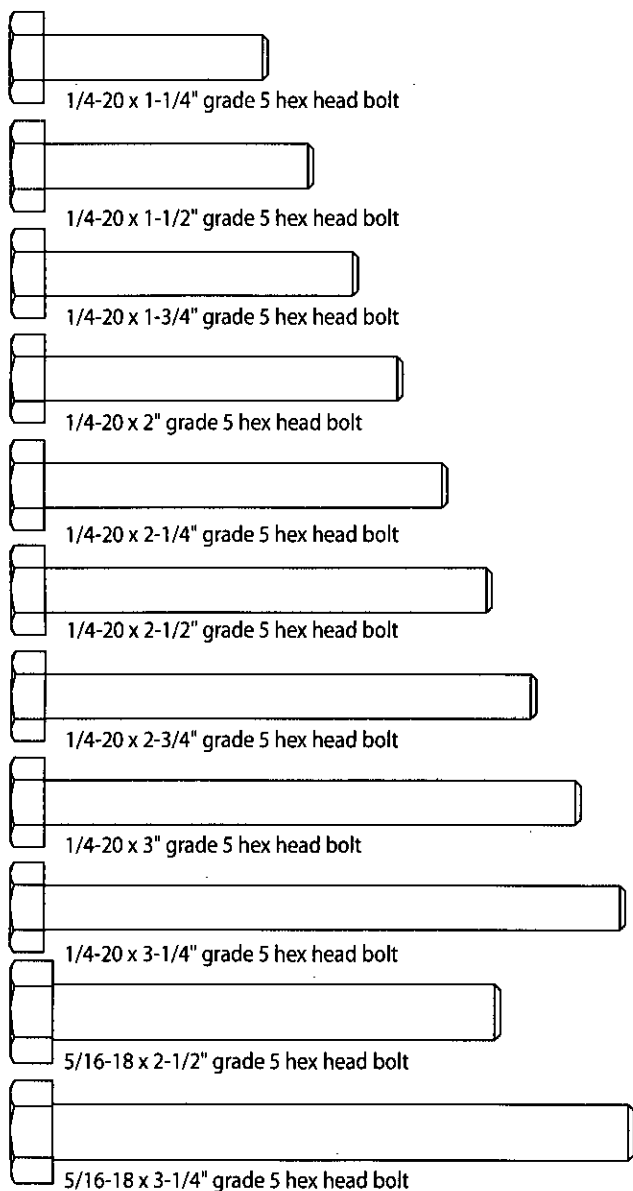 1/4-20 x 1-1/4" grade 5 hex head bolt
1/4-20 x 1-1/2" grade 5 hex head bolt
1/4-20 x 1-3/4" grade 5 hex head bolt
1/4-20 x 2" grade 5 hex head bolt
1/4-20 x 2-1/4" grade 5 hex head bolt
1/4-20 x 2-1/2" grade 5 hex head bolt
1/4-20 x 2-3/4" grade 5 hex head bolt
1/4-20 x 3" grade 5 hex head bolt
1/4-20 x 3-1/4" grade 5 hex head bolt
5/16-18 x 2-1/2" grade 5 hex head bolt
5/16-18 x 3-1/4" grade 5 hex head bolt